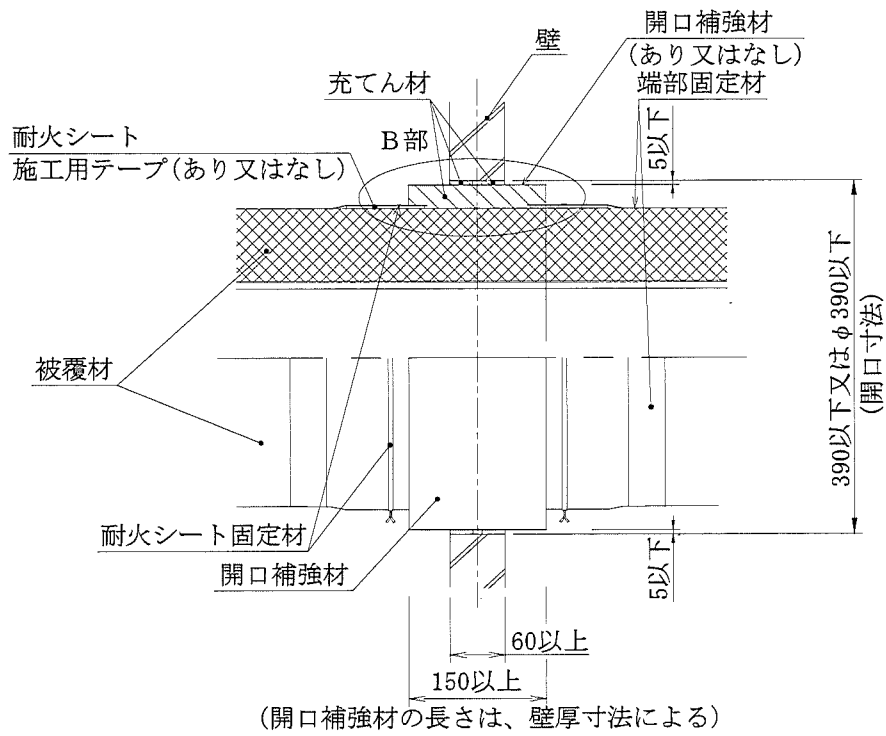 壁
開口補強材
(あり又はなし)
充てん材
端部固定材
耐火シート
B部
施工用テープ(あり又はなし)
5以下
390以下又はφ390以下
(開口寸法)
被覆材
耐火シート固定材
開口補強材
5以下
60以上
150以上
(開口補強材の長さは、壁厚寸法による)